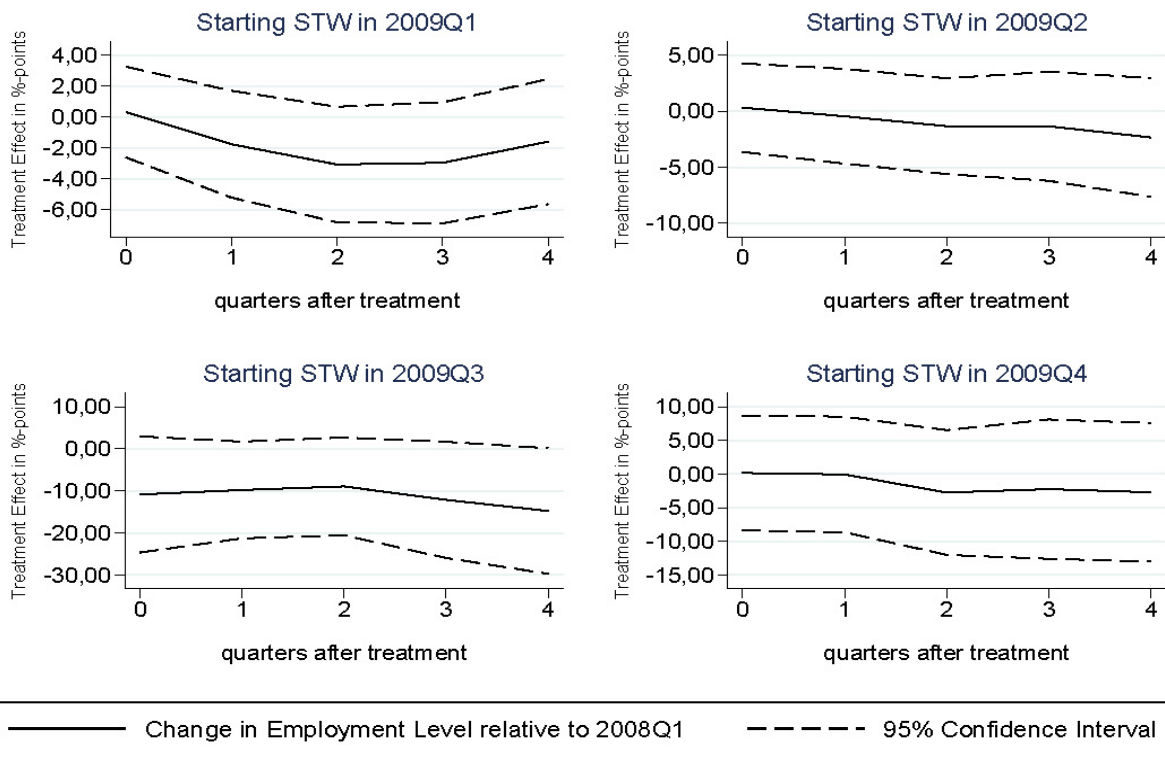 Starting STW in 2009Q1
Treatment Effect in %-points
4,00
2,00
0,00
-2,00
-4,00
-6,00
0 1 2 3 4
quarters after treatment
Starting STW in 2009Q2
Treatment Effect in %-points
5,00
0,00
-5,00
-10,00
0 1 2 3 4
quarters after treatment
Starting STW in 2009Q3
Treatment Effect in %-points
10,00
0,00
-10,00
-20,00
-30,00
0 1 2 3 4
quarters after treatment
Starting STW in 2009Q4
Treatment Effect in %-points
10,00
5,00
0,00
-5,00
-10,00
-15,00
0 1 2 3 4
quarters after treatment
Change in Employment Level relative to 2008Q1
95% Confidence Interval